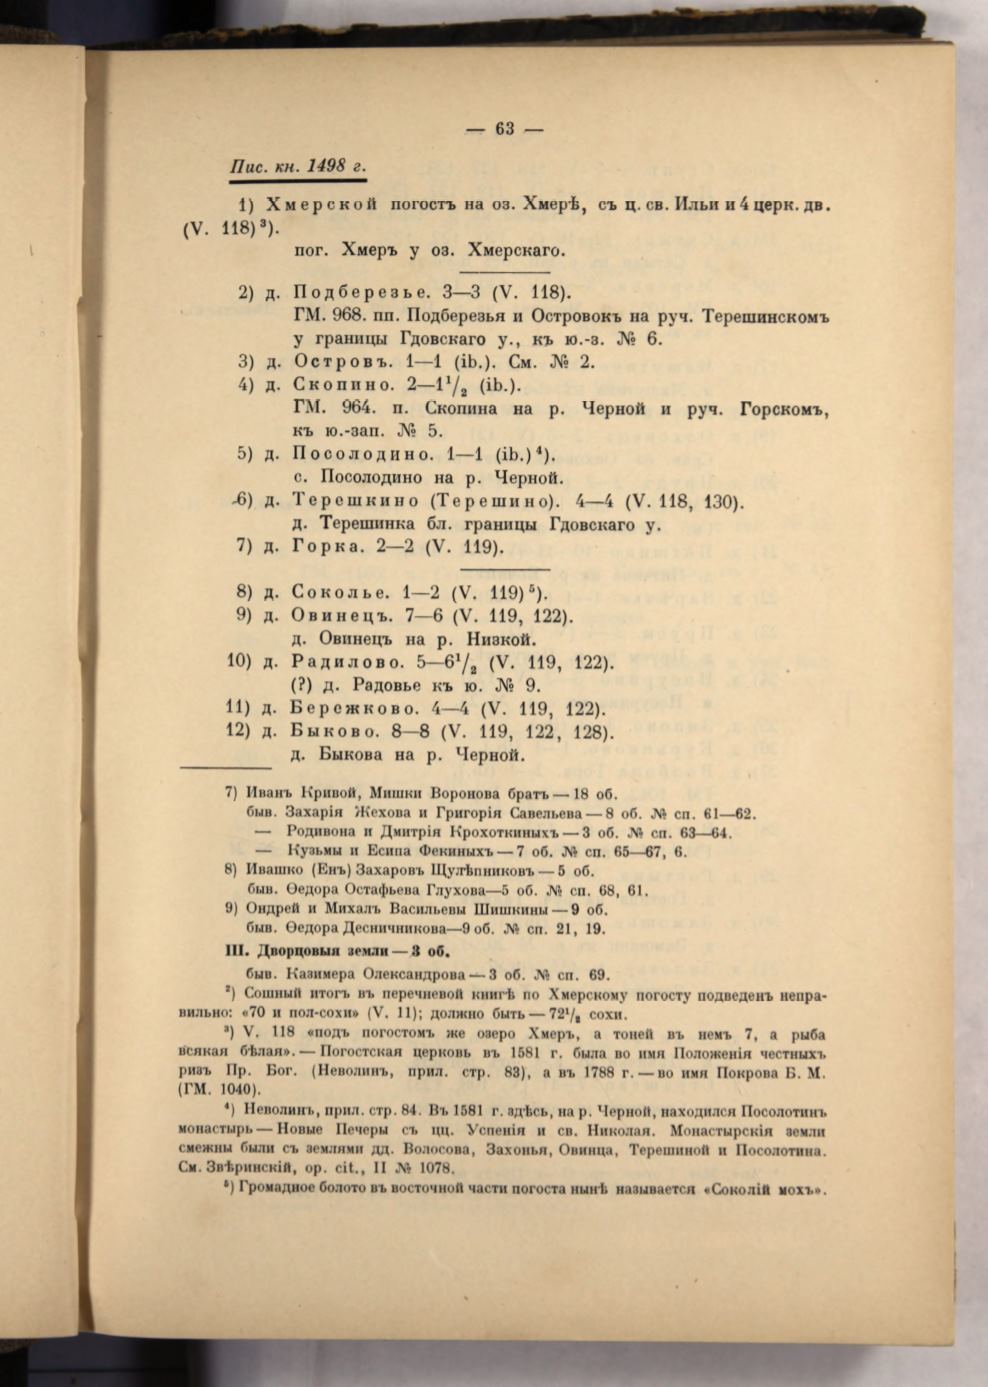 — 63 —
Пис. кн. 1498 г.
1) Хмерской погостъ на оз. Хмерѣ, съ ц. св. Ильи и 4 церк. дв.
(V. 118)³).
пог. Хмеръ у оз. Хмерскаго.
2) д. Подберезье. 3—3 (V. 118).
ГМ. 968. пп. Подберезья и Островокъ на руч. Терешинскомъ
у границы Гдовскаго у., къ ю.-з. № 6.
3) д. Островъ. 1—1 (ib.). См. № 2.
4) д. Скопино. 2—1¹/₂ (ib.).
ГМ. 964. п. Скопина на р. Черной и руч. Горскомъ,
къ ю.-зап. № 5.
5) д. Посолодино. 1—1 (ib.)⁴).
с. Посолодино на р. Черной.
6) д. Терешкино (Терешино). 4—4 (V. 118, 130).
д. Терешинка бл. границы Гдовскаго у.
7) д. Горка. 2—2 (V. 119).
8) д. Соколье. 1—2 (V. 119)⁵).
9) д. Овинецъ. 7—6 (V. 119, 122).
д. Овинецъ на р. Низкой.
10) д. Радилово. 5—6¹/₂ (V. 119, 122).
(?) д. Радовье къ ю. № 9.
11) д. Бережково. 4—4 (V. 119, 122).
12) д. Быково. 8—8 (V. 119, 122, 128).
д. Быкова на р. Черной.
7) Иванъ Кривой, Мишки Воронова братъ — 18 об.
быв. Захарія Жехова и Григорія Савельева — 8 об. № сп. 61—62.
— Родивона и Дмитрія Крохоткиныхъ — 3 об. № сп. 63—64.
— Кузьмы и Есипа Фекиныхъ — 7 об. № сп. 65—67, 6.
8) Ивашко (Енъ) Захаровъ Щулѣпниковъ — 5 об.
быв. Ѳедора Остафьева Глухова—5 об. № сп. 68, 61.
9) Ондрей и Михалъ Васильевы Шишкины — 9 об.
быв. Ѳедора Десничникова—9 об. № сп. 21, 19.
III. Дворцовыя земли — 3 об.
быв. Казимера Олександрова — 3 об. № сп. 69.
²) Сошный итогъ въ перечневой книгѣ по Хмерскому погосту подведенъ непра-
вильно: «70 и пол-сохи» (V. 11); должно быть — 72¹/₂ сохи.
³) V. 118 «подъ погостомъ же озеро Хмеръ, а тоней въ немъ 7, а рыба
всякая бѣлая». — Погостская церковь въ 1581 г. была во имя Положенія честныхъ
ризъ Пр. Бог. (Неволинъ, прил. стр. 83), а въ 1788 г. — во имя Покрова Б. М.
(ГМ. 1040).
⁴) Неволинъ, прил. стр. 84. Въ 1581 г. здѣсь, на р. Черной, находился Посолотинъ
монастырь — Новые Печеры съ цц. Успенія и св. Николая. Монастырскія земли
смежны были съ землями дд. Волосова, Захонья, Овинца, Терешиной и Посолотина.
См. Звѣринскій, op. cit., II № 1078.
⁵) Громадное болото въ восточной части погоста нынѣ называется «Соколій мохъ».